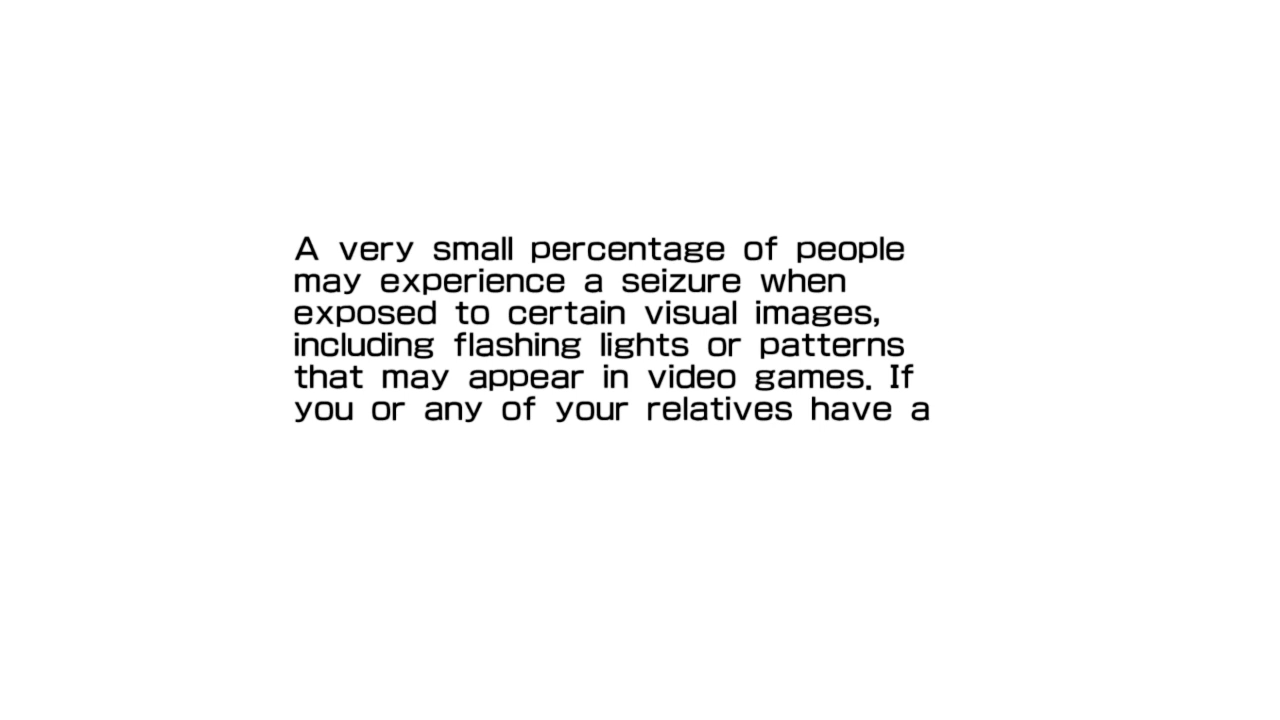 A very small percentage of people
may experience a seizure when
exposed to certain visual images,
including flashing lights or patterns
that may appear in video games. If
you or any of your relatives have a